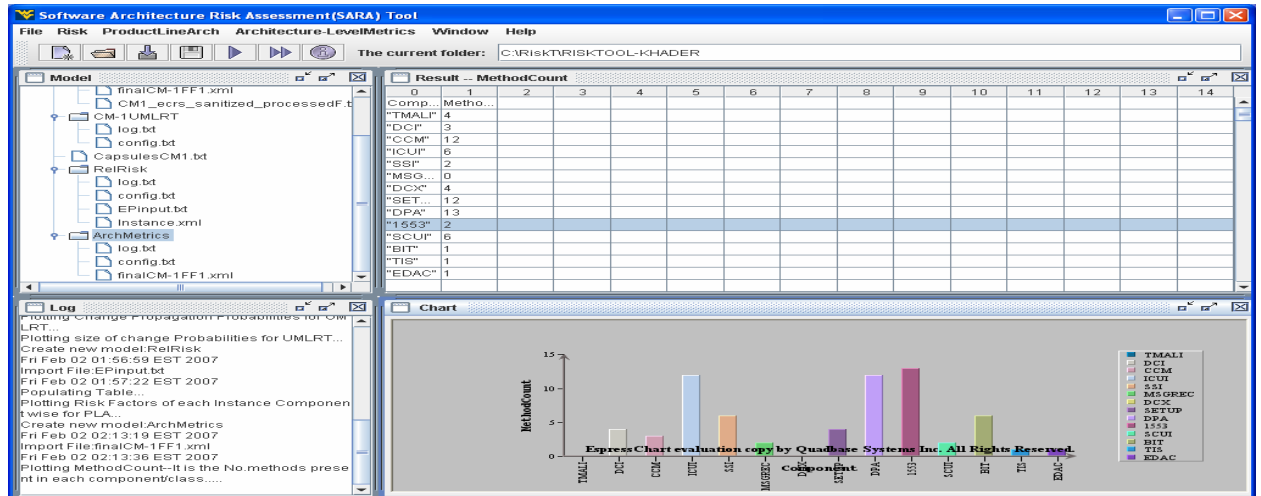 Software Architecture Risk Assessment(SARA) Tool
File Risk ProductLineArch Architecture-LevelMetrics Window Help
The current folder: C:\RiskT\RISKTOOL-KHADER
Model
finalCM-1FF1.xml
CM1_ecrs_sanitized_processedF.t
CM-1UMLRT
log.txt
config.txt
CapsulesCM1.txt
RelRisk
log.txt
config.txt
EPinput.txt
Instance.xml
ArchMetrics
log.txt
config.txt
finalCM-1FF1.xml
Result -- MethodCount
0 1 2 3 4 5 6 7 8 9 10 11 12 13 14
Comp... Metho...
"TMALI" 4
"DCI" 3
"CCM" 12
"ICUI" 6
"SSI" 2
"MSG... 0
"DCX" 4
"SET... 12
"DPA" 13
"1553" 2
"SCUI" 6
"BIT" 1
"TIS" 1
"EDAC" 1
Log
Plotting Change Propagation Probabilities for UM
LRT...
Plotting size of change Probabilities for UMLRT...
Create new model:RelRisk
Fri Feb 02 01:56:59 EST 2007
Import File:EPinput.txt
Fri Feb 02 01:57:22 EST 2007
Populating Table...
Plotting Risk Factors of each Instance Componen
t wise for PLA...
Create new model:ArchMetrics
Fri Feb 02 02:13:19 EST 2007
Import File:finalCM-1FF1.xml
Fri Feb 02 02:13:36 EST 2007
Plotting MethodCount--It is the No.methods prese
nt in each component/class.....
Chart
MethodCount
15
10
5
0
EspressChart evaluation copy by Quadbase Systems Inc. All Rights Reserved.
TMALI DCI CCM ICUI SSI MSGREC DCX SETUP DPA 1553 SCUI BIT TIS EDAC
Component
TMALI
DCI
CCM
ICUI
SSI
MSGREC
DCX
SETUP
DPA
1553
SCUI
BIT
TIS
EDAC